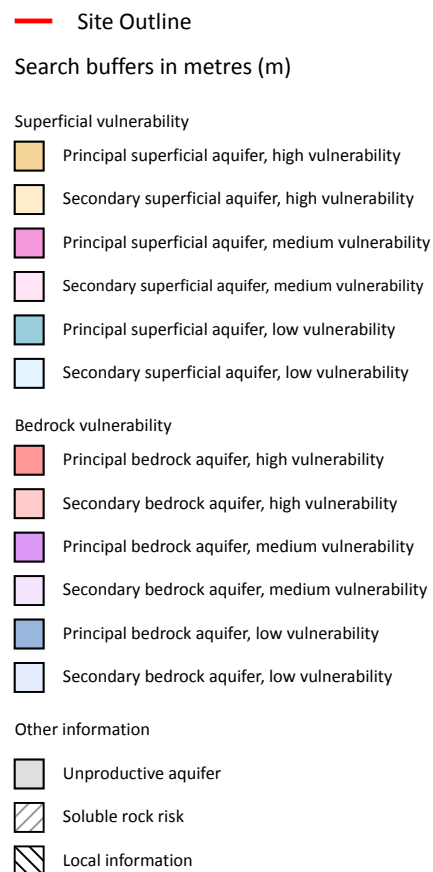 Site Outline
Search buffers in metres (m)
Superficial vulnerability
Principal superficial aquifer, high vulnerability
Secondary superficial aquifer, high vulnerability
Principal superficial aquifer, medium vulnerability
Secondary superficial aquifer, medium vulnerability
Principal superficial aquifer, low vulnerability
Secondary superficial aquifer, low vulnerability
Bedrock vulnerability
Principal bedrock aquifer, high vulnerability
Secondary bedrock aquifer, high vulnerability
Principal bedrock aquifer, medium vulnerability
Secondary bedrock aquifer, medium vulnerability
Principal bedrock aquifer, low vulnerability
Secondary bedrock aquifer, low vulnerability
Other information
Unproductive aquifer
Soluble rock risk
Local information